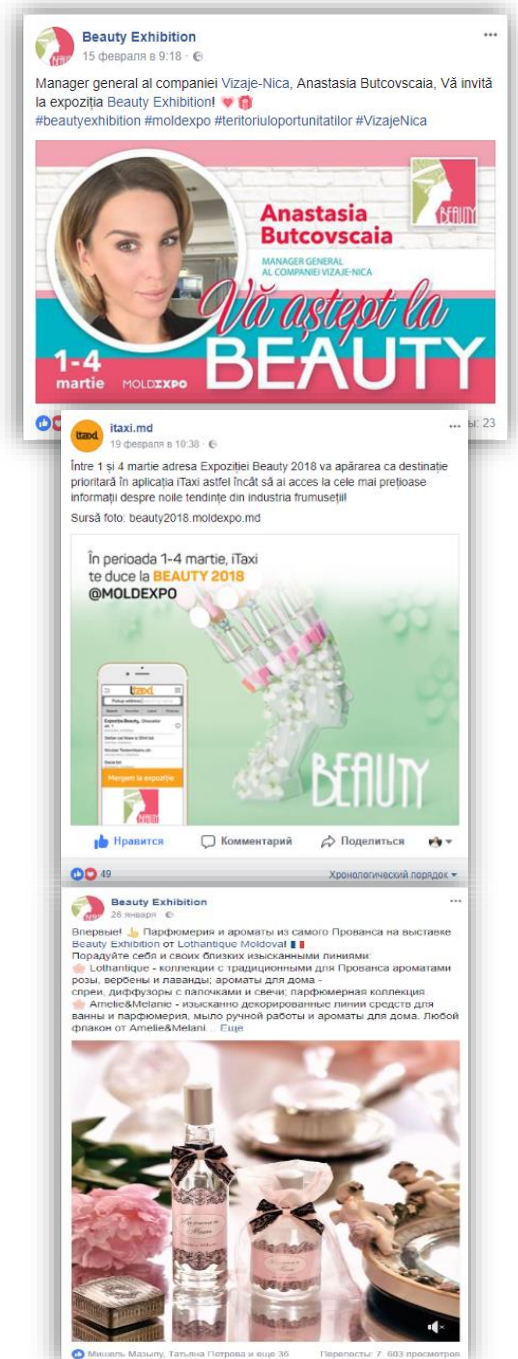 Beauty Exhibition
15 февраля в 9:18
Manager general al companiei Vizaje-Nica, Anastasia Butcovscaia, Vă invită
la expoziția Beauty Exhibition!
#beautyexhibition #moldexpo #teritoriuloportunitatilor #VizajeNica
Anastasia
Butcovscaia
BEAUTY
MANAGER GENERAL
AL COMPANIEI VIZAJE-NICA
Vă aștept la
BEAUTY
1-4
martie
MOLDEXPO
ы: 23
itaxi.md
19 февраля в 10:38
Între 1 și 4 martie adresa Expoziției Beauty 2018 va apărarea ca destinație
prioritară în aplicația iTaxi astfel încât să ai acces la cele mai prețioase
informații despre noile tendințe din industria frumuseții!
Sursă foto: beauty2018.moldexpo.md
În perioada 1-4 martie, iTaxi
te duce la BEAUTY 2018
@MOLDEXPO
itaxi
Pickup address
Mergem la expoziție
BEAUTY
Нравится Комментарий Поделиться
49 Хронологический порядок
Beauty Exhibition
26 января
Впервые! Парфюмерия и ароматы из самого Прованса на выставке
Beauty Exhibition от Lothantique Moldova!
Порадуйте себя и своих близких изысканными линиями:
Lothantique - коллекции с традиционными для Прованса ароматами
розы, вербены и лаванды; ароматы для дома -
спреи, диффузоры с палочками и свечи; парфюмерная коллекция.
Amelie&Melanie - изысканно декорированные линии средств для
ванны и парфюмерия, мыло ручной работы и ароматы для дома. Любой
флакон от Amelie&Melani... Еще
Мишель Мазылу, Татьяна Петрова и еще 36 Перепосты: 7 603 просмотров